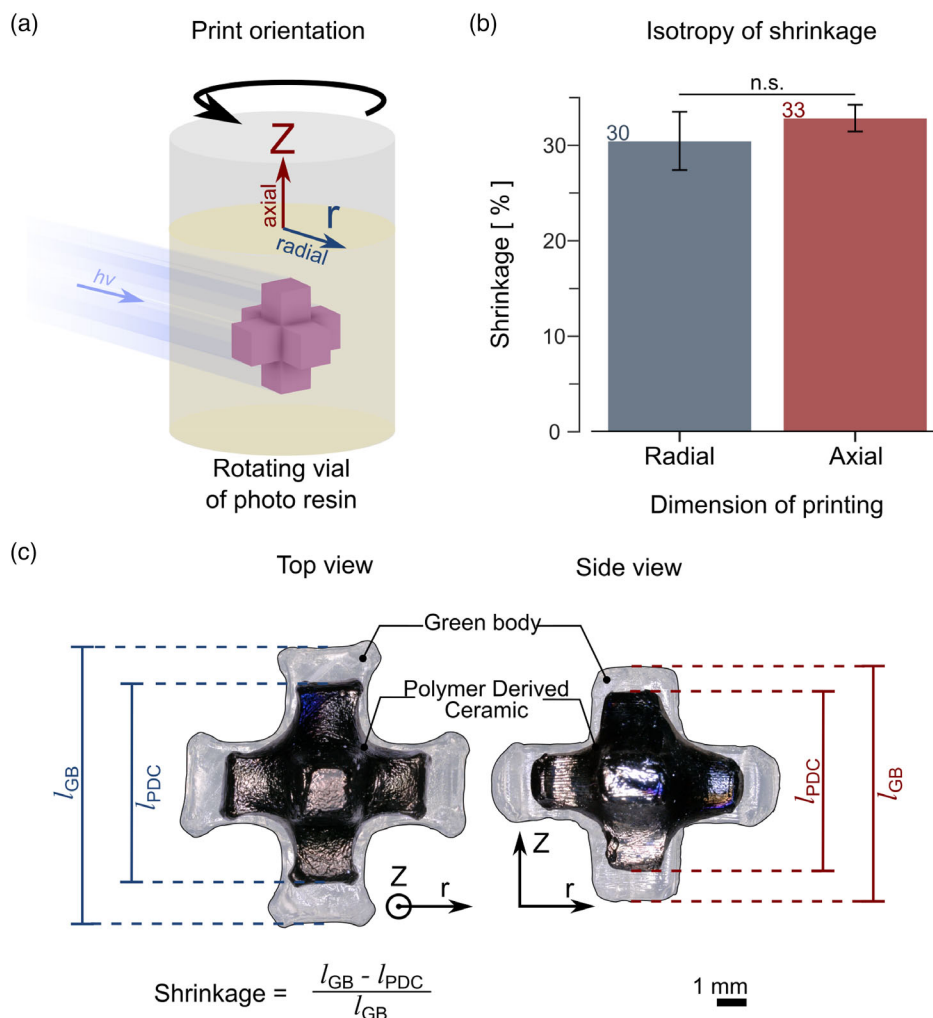 (a)
Print orientation
Z
axial
r
radial
hν
Rotating vial
of photo resin
(b)
Isotropy of shrinkage
n.s.
30
33
Shrinkage [ % ]
30
20
10
0
Radial
Axial
Dimension of printing
(c)
Top view
Side view
Green body
Polymer Derived
Ceramic
l_GB
l_PDC
l_PDC
l_GB
Z
r
Z
r
Shrinkage = (l_GB - l_PDC) / l_GB
1 mm